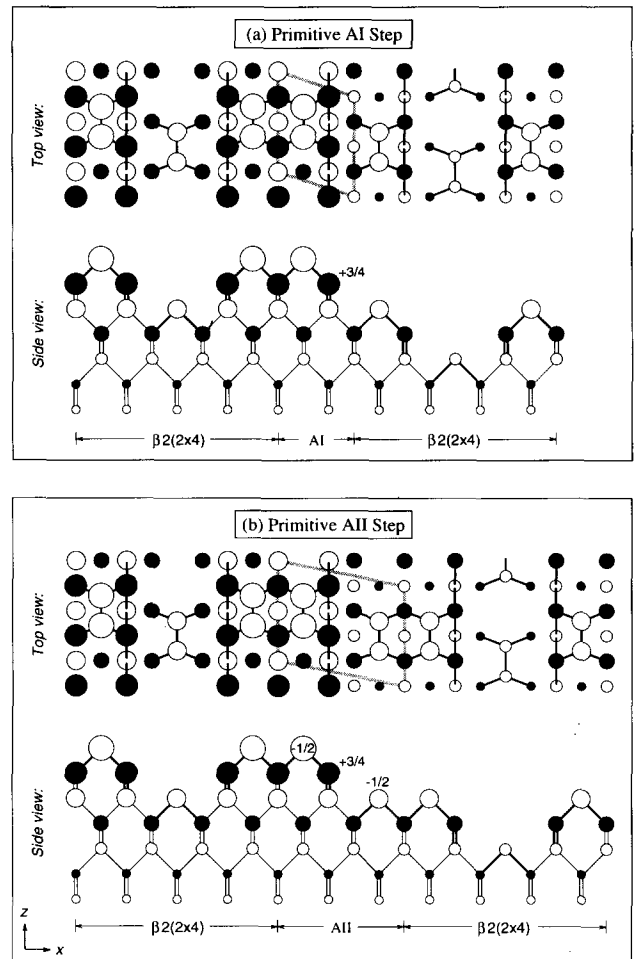 (a) Primitive AI Step
Top view:
Side view:
+3/4
β2(2x4)
AI
β2(2x4)
(b) Primitive AII Step
Top view:
Side view:
-1/2
+3/4
-1/2
z
x
β2(2x4)
AII
β2(2x4)